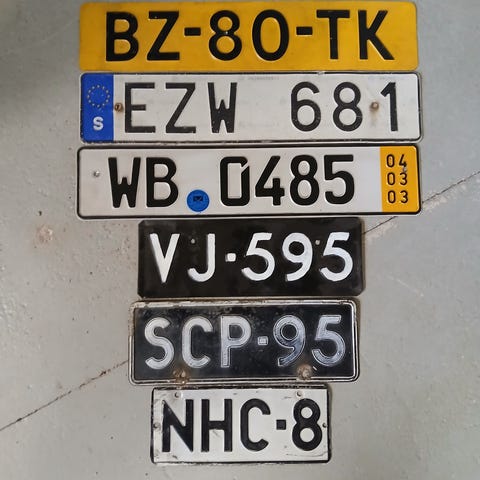 BZ-80-TK
S EZW 681
WB 0485 04 03 03
VJ-595
SCP-95
NHC-8